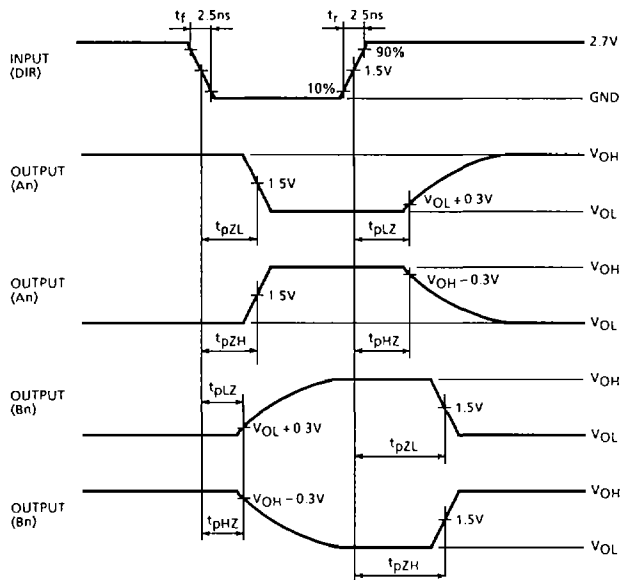 tf 2.5ns tr 2.5ns
INPUT
(DIR)
2.7V
90%
1.5V
10%
GND
OUTPUT
(An)
VOH
1 5V
VOL + 0.3V
VOL
tpZL tpLZ
OUTPUT
(An)
VOH
VOH - 0.3V
1.5V
VOL
tpZH tpHZ
OUTPUT
(Bn)
tpLZ
VOH
1.5V
VOL + 0.3V
VOL
tpZL
OUTPUT
(Bn)
VOH
VOH - 0.3V
1.5V
tpHZ
VOL
tpZH